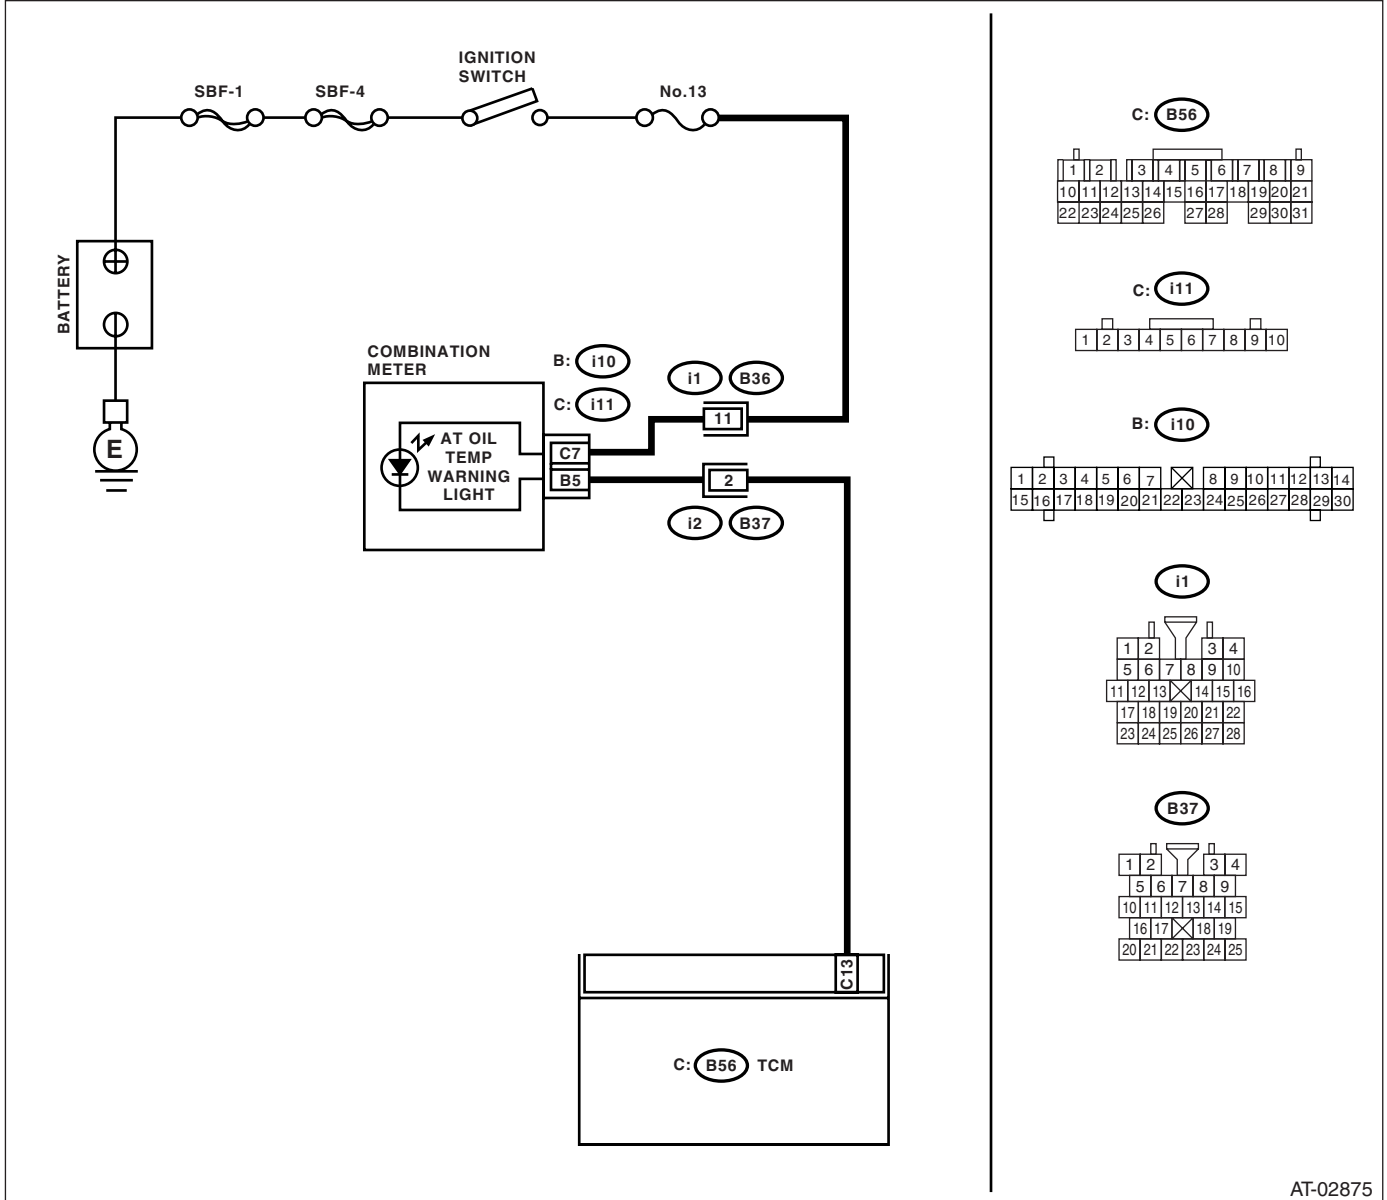 IGNITION
SWITCH
SBF-1
SBF-4
No.13
BATTERY
E
COMBINATION
METER
B: i10
C: i11
i1 B36
11
AT OIL
TEMP
WARNING
LIGHT
C7
B5
2
i2 B37
C13
C: B56 TCM
C: B56
1 2 3 4 5 6 7 8 9
10 11 12 13 14 15 16 17 18 19 20 21
22 23 24 25 26 27 28 29 30 31
C: i11
1 2 3 4 5 6 7 8 9 10
B: i10
1 2 3 4 5 6 7 8 9 10 11 12 13 14
15 16 17 18 19 20 21 22 23 24 25 26 27 28 29 30
i1
1 2 3 4
5 6 7 8 9 10
11 12 13 14 15 16
17 18 19 20 21 22
23 24 25 26 27 28
B37
1 2 3 4
5 6 7 8 9
10 11 12 13 14 15
16 17 18 19
20 21 22 23 24 25
AT-02875